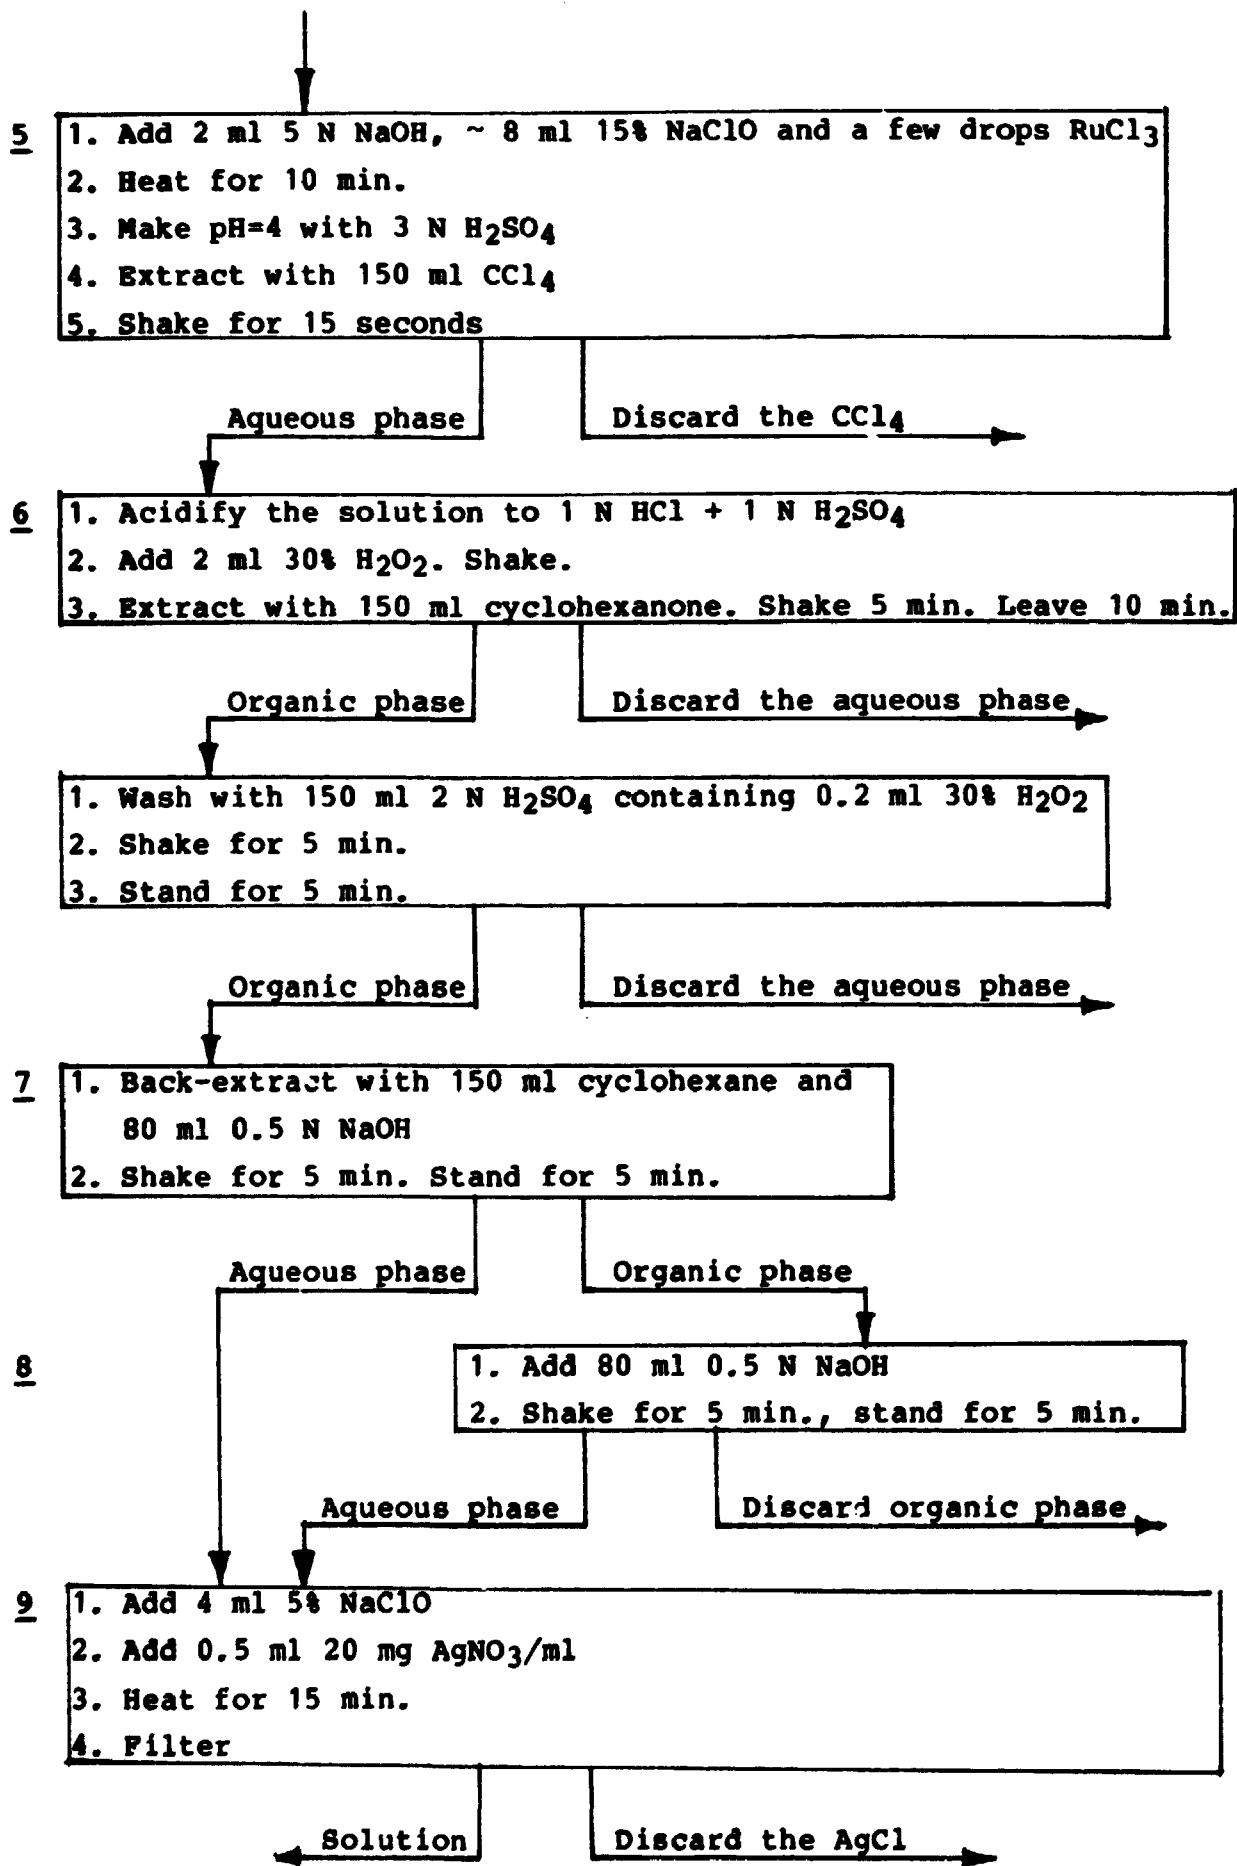 5
1. Add 2 ml 5 N NaOH, ~ 8 ml 15% NaClO and a few drops RuCl3
2. Heat for 10 min.
3. Make pH=4 with 3 N H2SO4
4. Extract with 150 ml CCl4
5. Shake for 15 seconds
Aqueous phase
Discard the CCl4
6
1. Acidify the solution to 1 N HCl + 1 N H2SO4
2. Add 2 ml 30% H2O2. Shake.
3. Extract with 150 ml cyclohexanone. Shake 5 min. Leave 10 min.
Organic phase
Discard the aqueous phase
1. Wash with 150 ml 2 N H2SO4 containing 0.2 ml 30% H2O2
2. Shake for 5 min.
3. Stand for 5 min.
Organic phase
Discard the aqueous phase
7
1. Back-extract with 150 ml cyclohexane and
80 ml 0.5 N NaOH
2. Shake for 5 min. Stand for 5 min.
Aqueous phase
Organic phase
8
1. Add 80 ml 0.5 N NaOH
2. Shake for 5 min., stand for 5 min.
Aqueous phase
Discard organic phase
9
1. Add 4 ml 5% NaClO
2. Add 0.5 ml 20 mg AgNO3/ml
3. Heat for 15 min.
4. Filter
Solution
Discard the AgCl